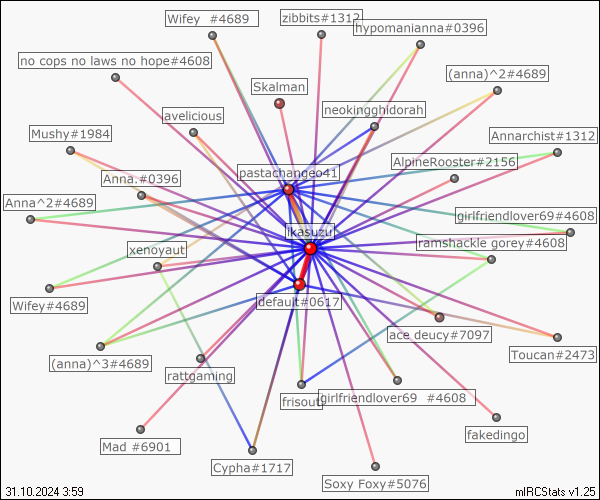 Wifey  #4689
zibbits#1312
hypomanianna#0396
no cops no laws no hope#4608
(anna)^2#4689
Skalman
avelicious
neokingghidorah
Mushy#1984
Annarchist#1312
AlpineRooster#2156
pastachangeo41
Anna.#0396
Anna^2#4689
girlfriendlover69#4608
ikasuzu
ramshackle gorey#4608
xenoyaut
Wifey#4689
default#0617
ace_deucy#7097
Toucan#2473
(anna)^3#4689
rattgaming
frisout
girlfriendlover69  #4608
fakedingo
Mad #6901
Cypha#1717
Soxy Foxy#5076
31.10.2024 3:59
mIRCStats v1.25